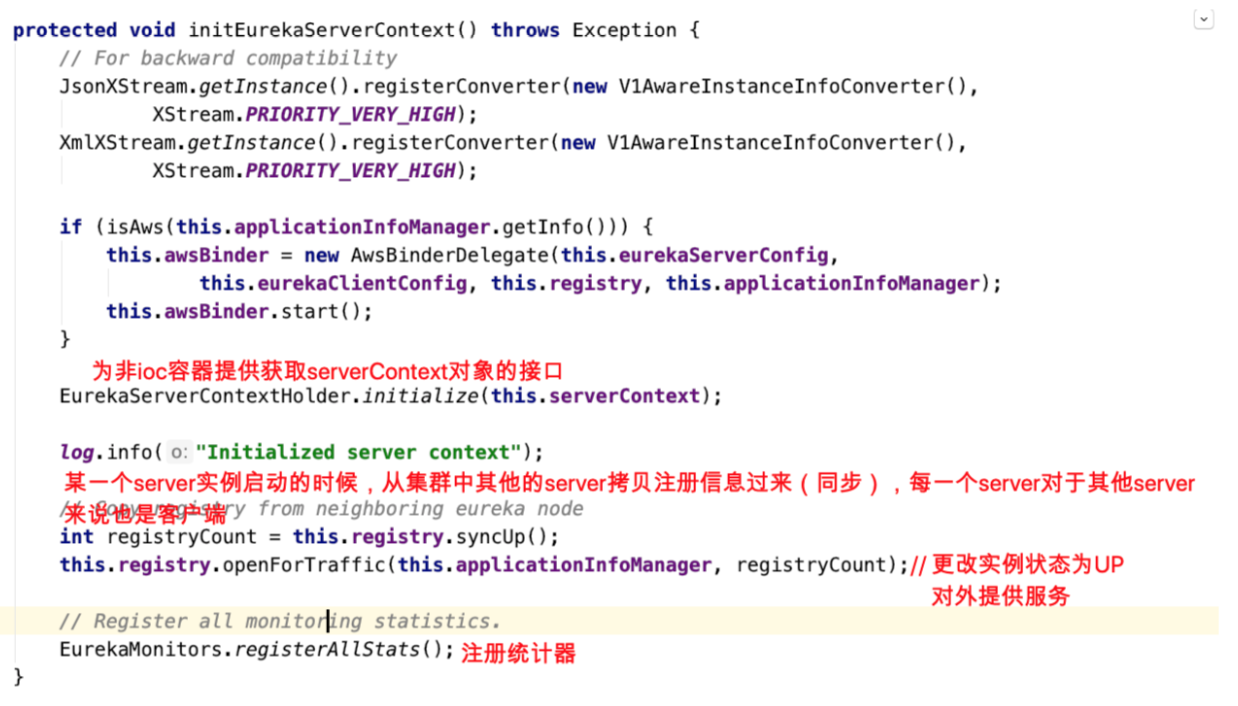 protected void initEurekaServerContext() throws Exception {
// For backward compatibility
JsonXStream.getInstance().registerConverter(new V1AwareInstanceInfoConverter(),
XStream.PRIORITY_VERY_HIGH);
XmlXStream.getInstance().registerConverter(new V1AwareInstanceInfoConverter(),
XStream.PRIORITY_VERY_HIGH);
if (isAws(this.applicationInfoManager.getInfo())) {
this.awsBinder = new AwsBinderDelegate(this.eurekaServerConfig,
this.eurekaClientConfig, this.registry, this.applicationInfoManager);
this.awsBinder.start();
}
为非ioc容器提供获取serverContext对象的接口
EurekaServerContextHolder.initialize(this.serverContext);
log.info( o: "Initialized server context");
某一个server实例启动的时候，从集群中其他的server拷贝注册信息过来（同步），每一个server对于其他server
来说也是客户端
// Copy registry from neighboring eureka node
int registryCount = this.registry.syncUp();
this.registry.openForTraffic(this.applicationInfoManager, registryCount);// 更改实例状态为UP
对外提供服务
// Register all monitoring statistics.
EurekaMonitors.registerAllStats(); 注册统计器
}